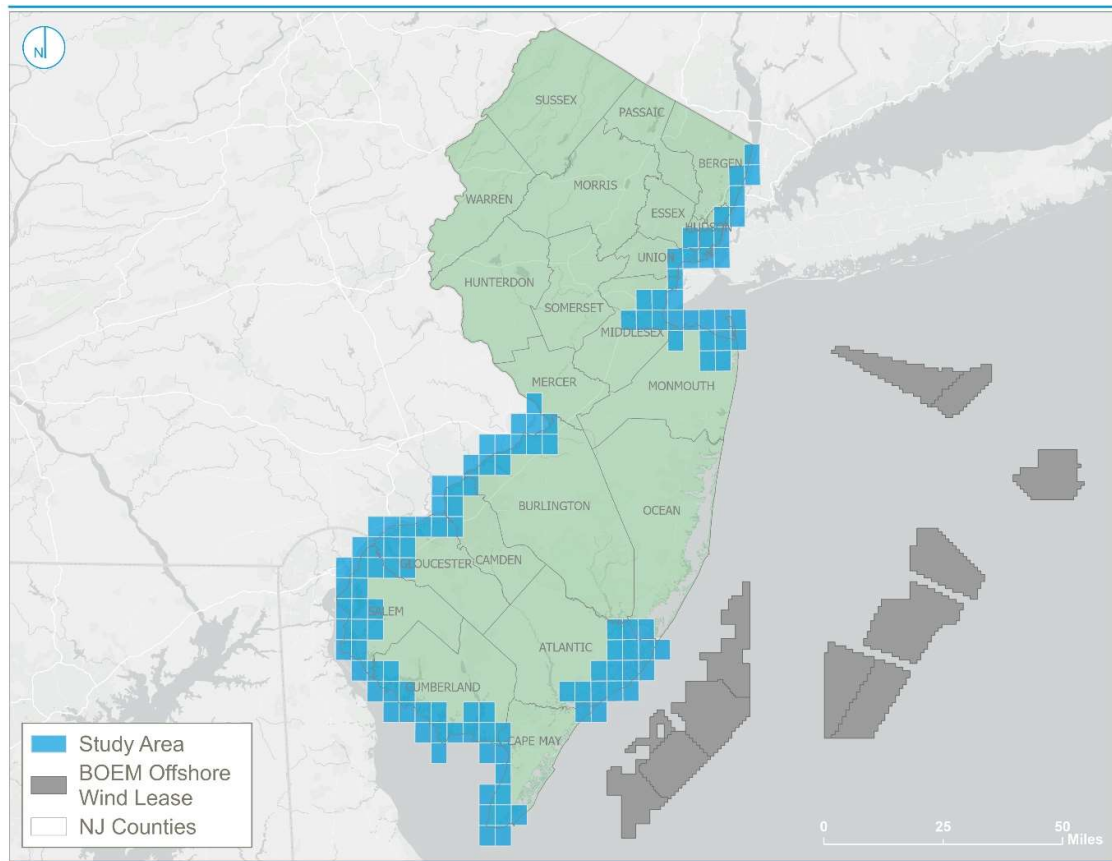 N
SUSSEX
PASSAIC
BERGEN
MORRIS
WARREN
ESSEX
HUDSON
UNION
HUNTERDON
SOMERSET
MIDDLESEX
MERCER
MONMOUTH
BURLINGTON
OCEAN
CAMDEN
GLOUCESTER
SALEM
ATLANTIC
CUMBERLAND
CAPE MAY
Study Area
BOEM Offshore
Wind Lease
NJ Counties
0 25 50
Miles